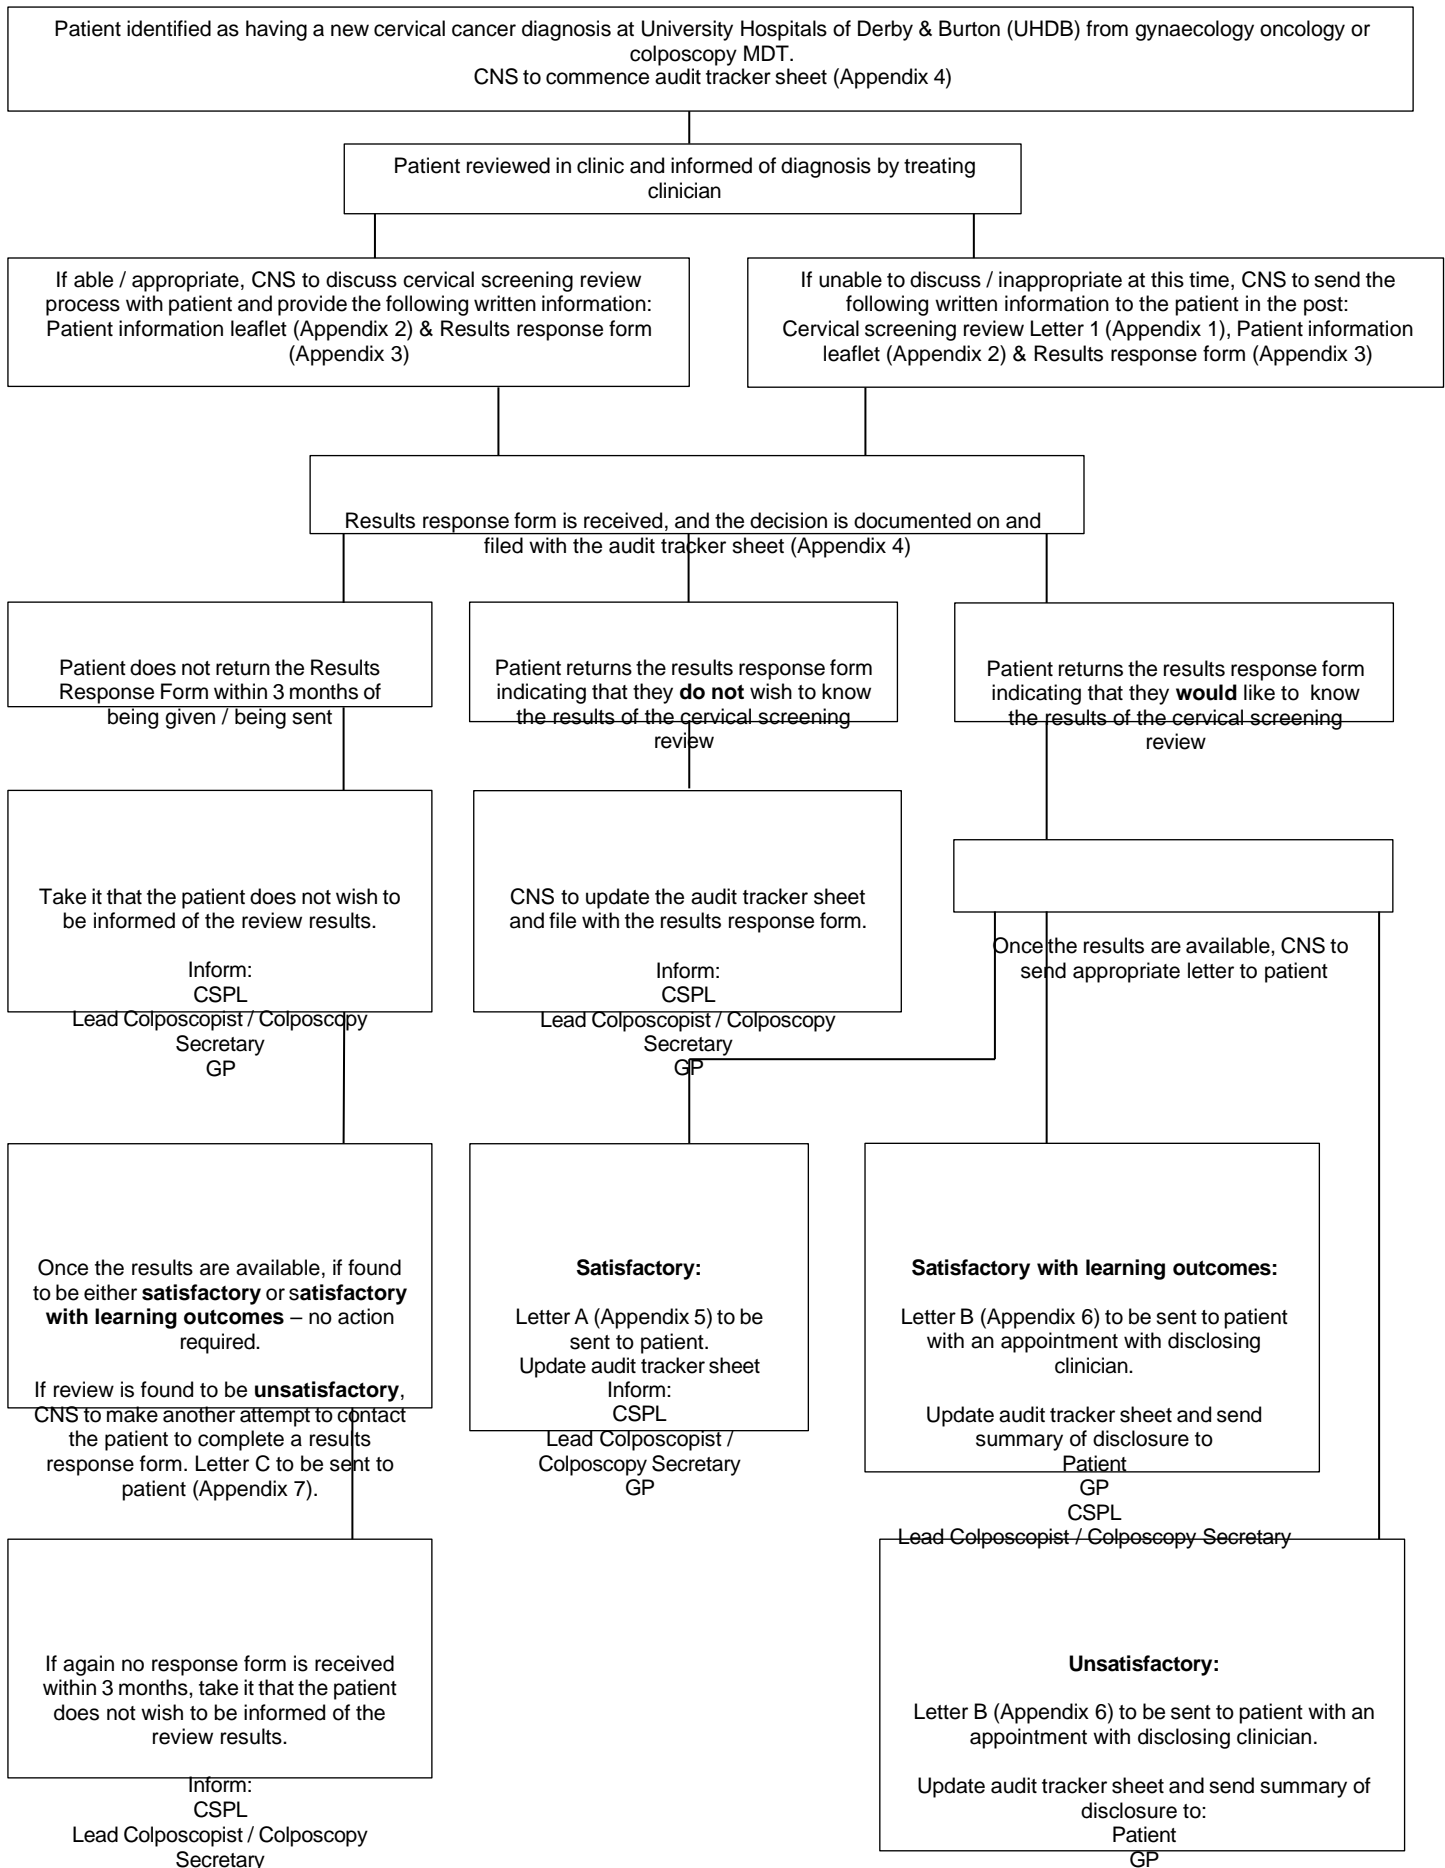 Patient identified as having a new cervical cancer diagnosis at University Hospitals of Derby & Burton (UHDB) from gynaecology oncology or
colposcopy MDT.
CNS to commence audit tracker sheet (Appendix 4)
Patient reviewed in clinic and informed of diagnosis by treating
clinician
If able / appropriate, CNS to discuss cervical screening review
process with patient and provide the following written information:
Patient information leaflet (Appendix 2) & Results response form
(Appendix 3)
If unable to discuss / inappropriate at this time, CNS to send the
following written information to the patient in the post:
Cervical screening review Letter 1 (Appendix 1), Patient information
leaflet (Appendix 2) & Results response form (Appendix 3)
Results response form is received, and the decision is documented on and
filed with the audit tracker sheet (Appendix 4)
Patient does not return the Results
Response Form within 3 months of
being given / being sent
Patient returns the results response form
indicating that they do not wish to know
the results of the cervical screening
review
Patient returns the results response form
indicating that they would like to know
the results of the cervical screening
review
Take it that the patient does not wish to
be informed of the review results.
Inform:
CSPL
Lead Colposcopist / Colposcopy
Secretary
GP
CNS to update the audit tracker sheet
and file with the results response form.
Inform:
CSPL
Lead Colposcopist / Colposcopy
Secretary
GP
Once the results are available, CNS to
send appropriate letter to patient
Once the results are available, if found
to be either satisfactory or satisfactory
with learning outcomes – no action
required.
If review is found to be unsatisfactory,
CNS to make another attempt to contact
the patient to complete a results
response form. Letter C to be sent to
patient (Appendix 7).
Satisfactory:
Letter A (Appendix 5) to be
sent to patient.
Update audit tracker sheet
Inform:
CSPL
Lead Colposcopist /
Colposcopy Secretary
GP
Satisfactory with learning outcomes:
Letter B (Appendix 6) to be sent to patient
with an appointment with disclosing
clinician.
Update audit tracker sheet and send
summary of disclosure to
Patient
GP
CSPL
Lead Colposcopist / Colposcopy Secretary
If again no response form is received
within 3 months, take it that the patient
does not wish to be informed of the
review results.
Inform:
CSPL
Lead Colposcopist / Colposcopy
Secretary
Unsatisfactory:
Letter B (Appendix 6) to be sent to patient with an
appointment with disclosing clinician.
Update audit tracker sheet and send summary of
disclosure to:
Patient
GP